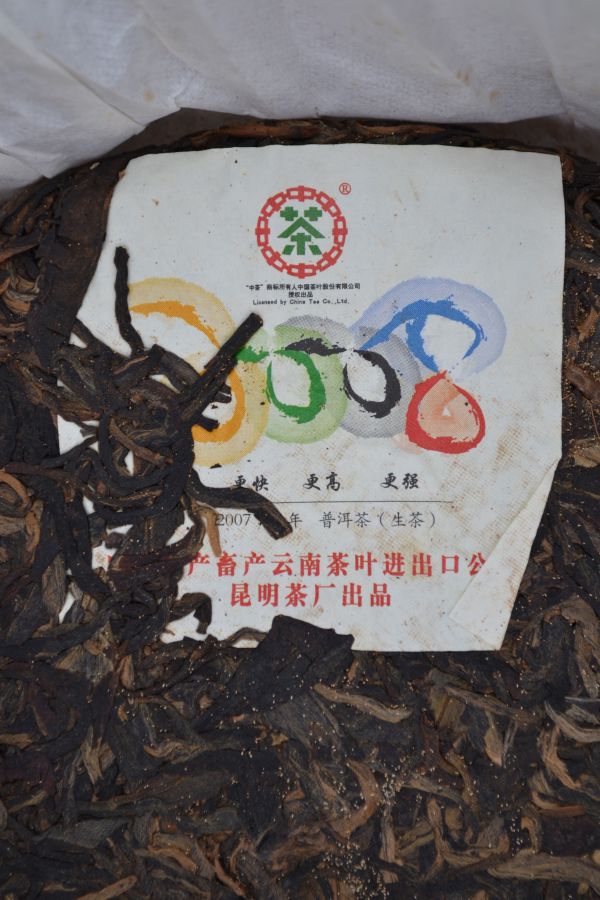 茶
®
“中茶”商标所有人中国茶叶股份有限公司
授权出品
Licensed by China Tea Co.,Ltd.
2008
更快 更高 更强
2007 年 普洱茶（生茶）
产畜产云南茶叶进出口公
昆明茶厂出品